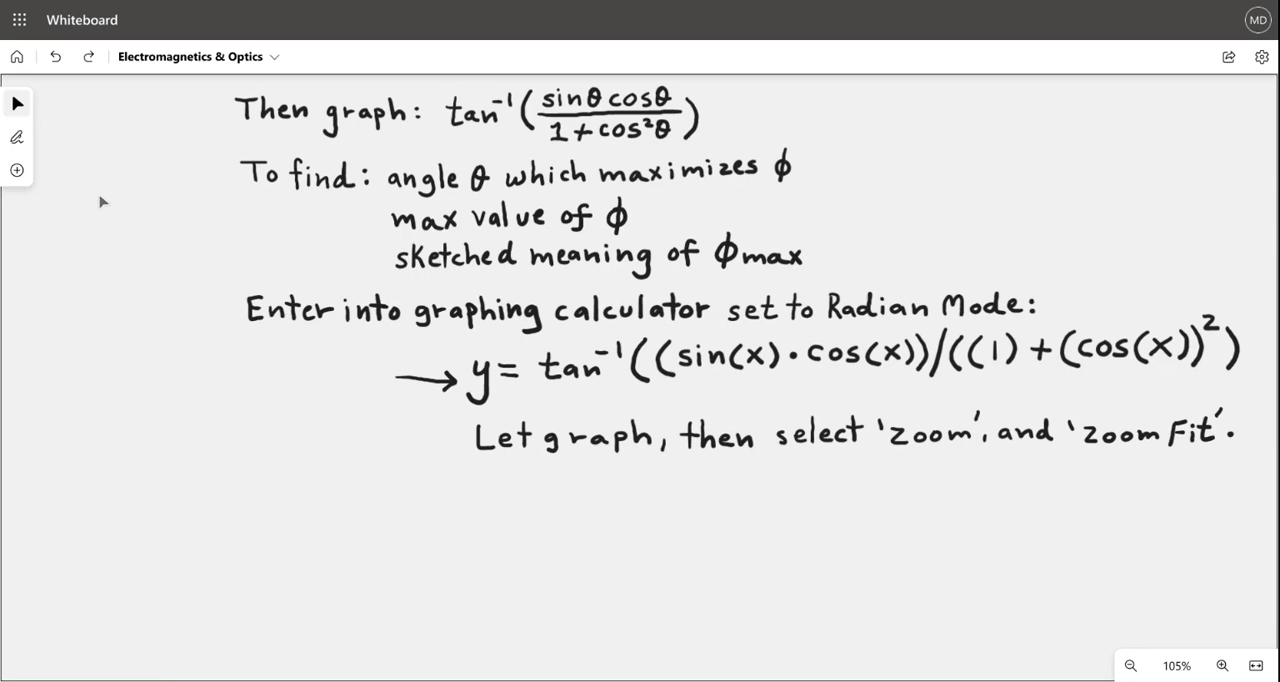 Whiteboard
MD
Electromagnetics & Optics
Then graph: tan⁻¹(sinθ cosθ / 1 + cos²θ)
To find: angle θ which maximizes ϕ
max value of ϕ
sketched meaning of ϕmax
Enter into graphing calculator set to Radian Mode:
→ y = tan⁻¹((sin(x)·cos(x))/((1) + (cos(x))²)
Let graph, then select 'zoom', and 'zoom Fit'.
105%